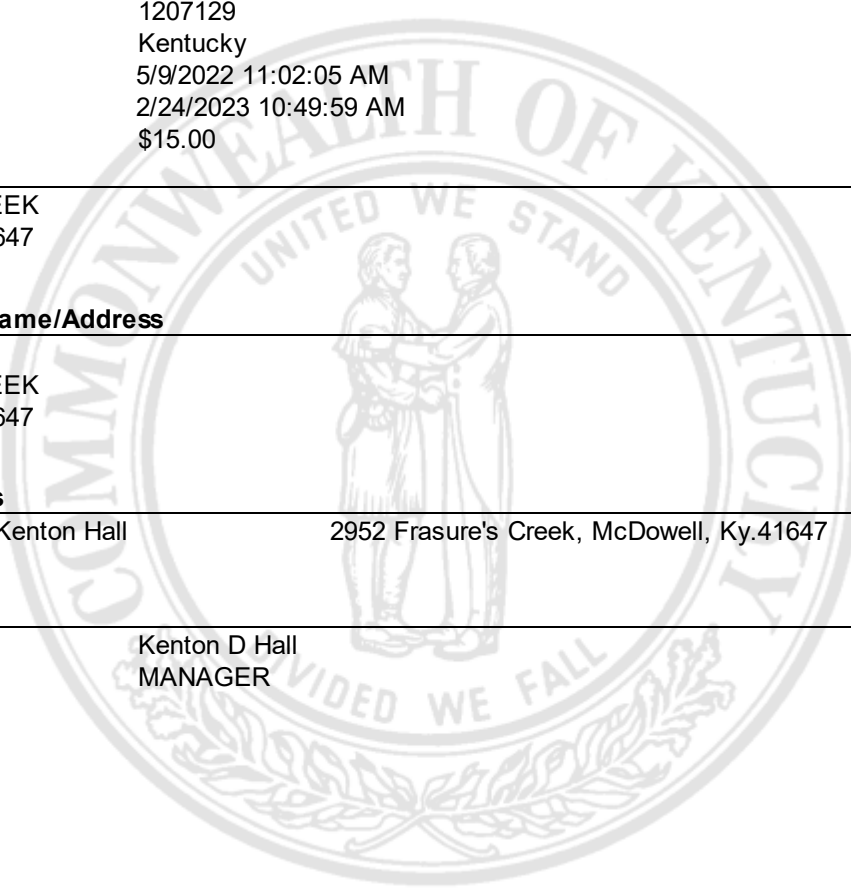 1207129
Kentucky
5/9/2022 11:02:05 AM
2/24/2023 10:49:59 AM
$15.00
EEK
647
ame/Address
EEK
647
s
Kenton Hall 2952 Frasure's Creek, McDowell, Ky.41647
Kenton D Hall
MANAGER
COMMONWEALTH OF KENTUCKY
UNITED WE STAND
DIVIDED WE FALL